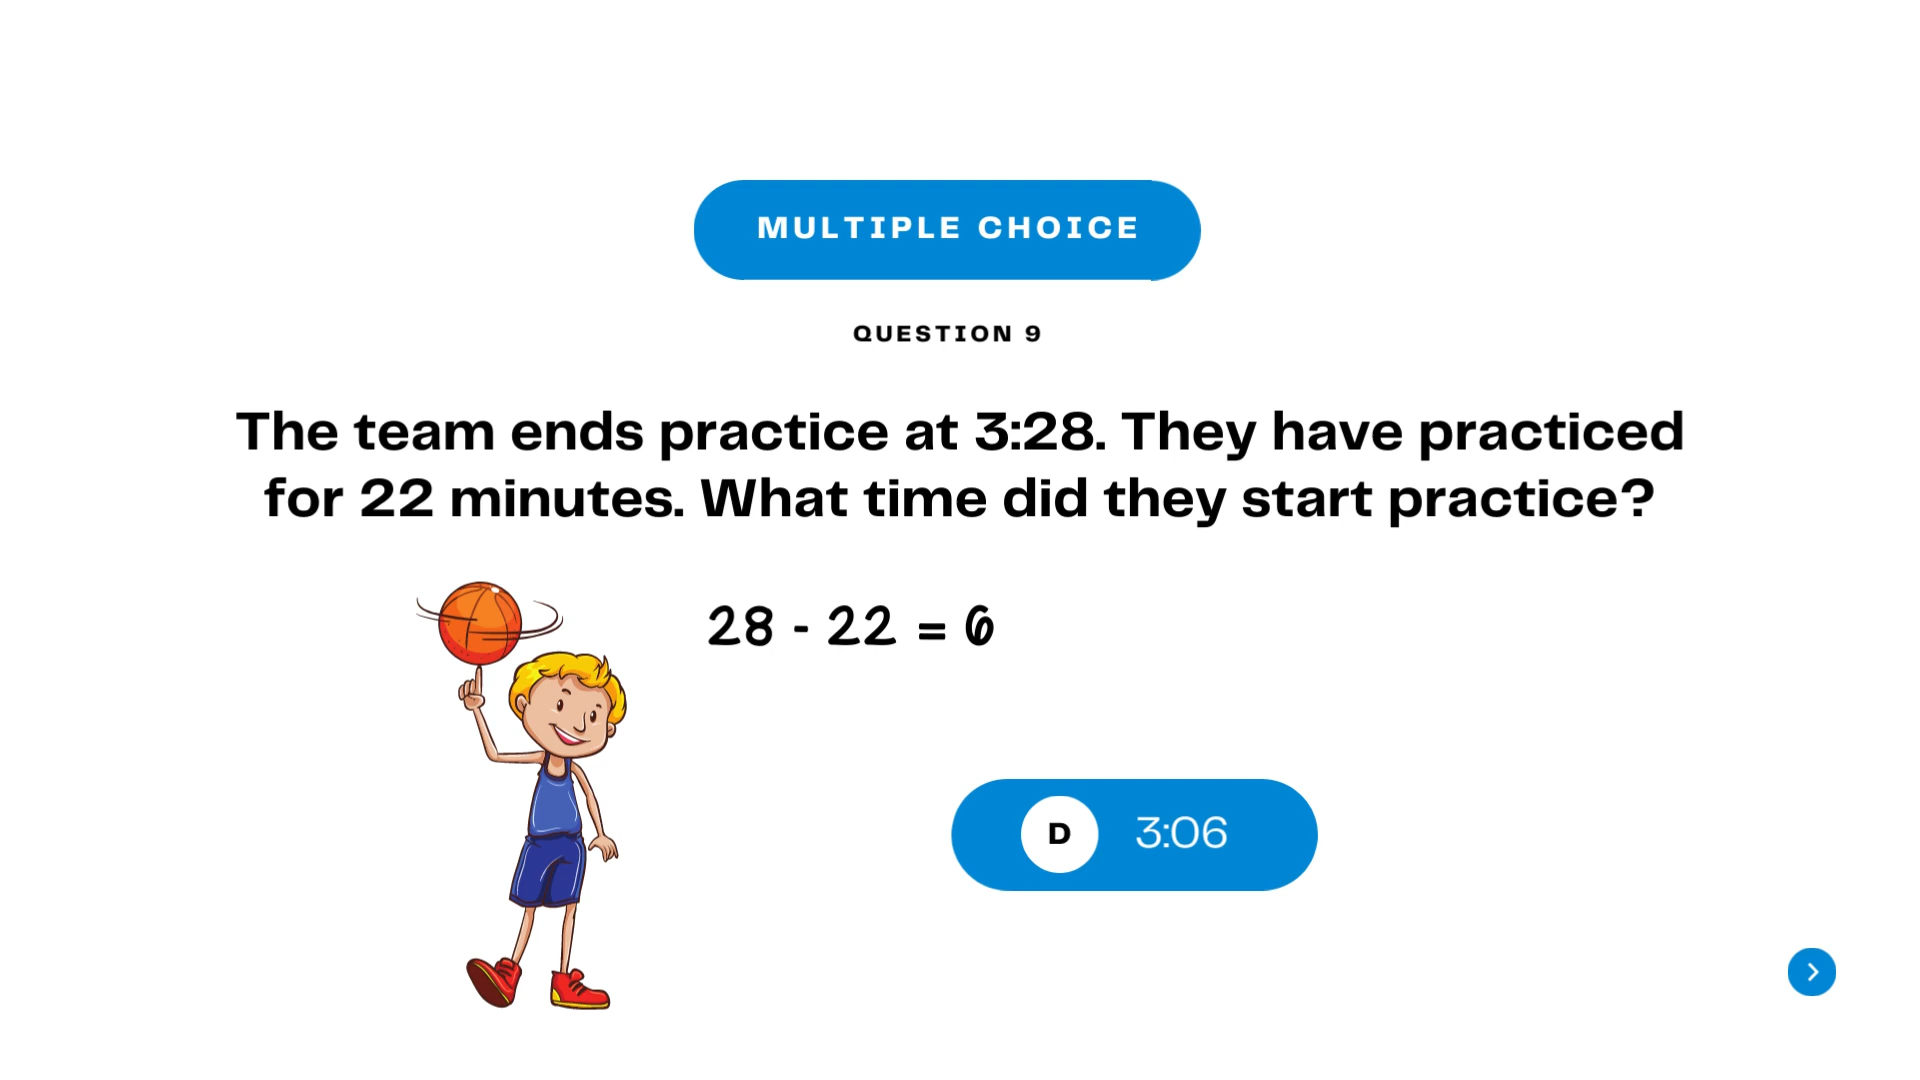 MULTIPLE CHOICE
QUESTION 9
The team ends practice at 3:28. They have practiced
for 22 minutes. What time did they start practice?
28 - 22 = 6
D 3:06